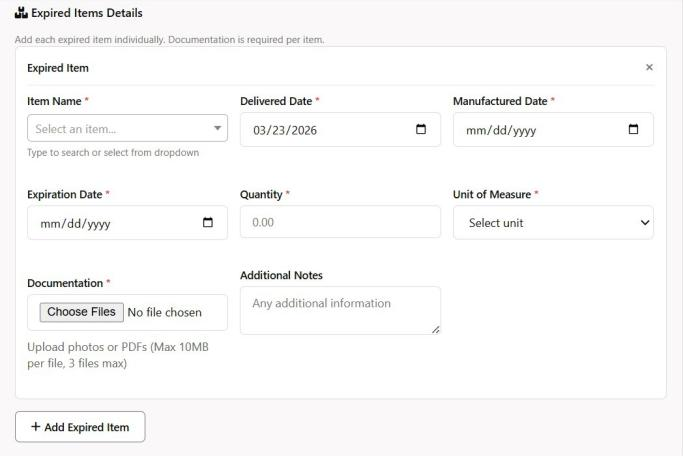 Expired Items Details
Add each expired item individually. Documentation is required per item.
Expired Item ×
Item Name * Delivered Date * Manufactured Date *
Select an item... 03/23/2026 mm/dd/yyyy
Type to search or select from dropdown
Expiration Date * Quantity * Unit of Measure *
mm/dd/yyyy 0.00 Select unit
Documentation * Additional Notes
Choose Files No file chosen Any additional information
Upload photos or PDFs (Max 10MB
per file, 3 files max)
+ Add Expired Item